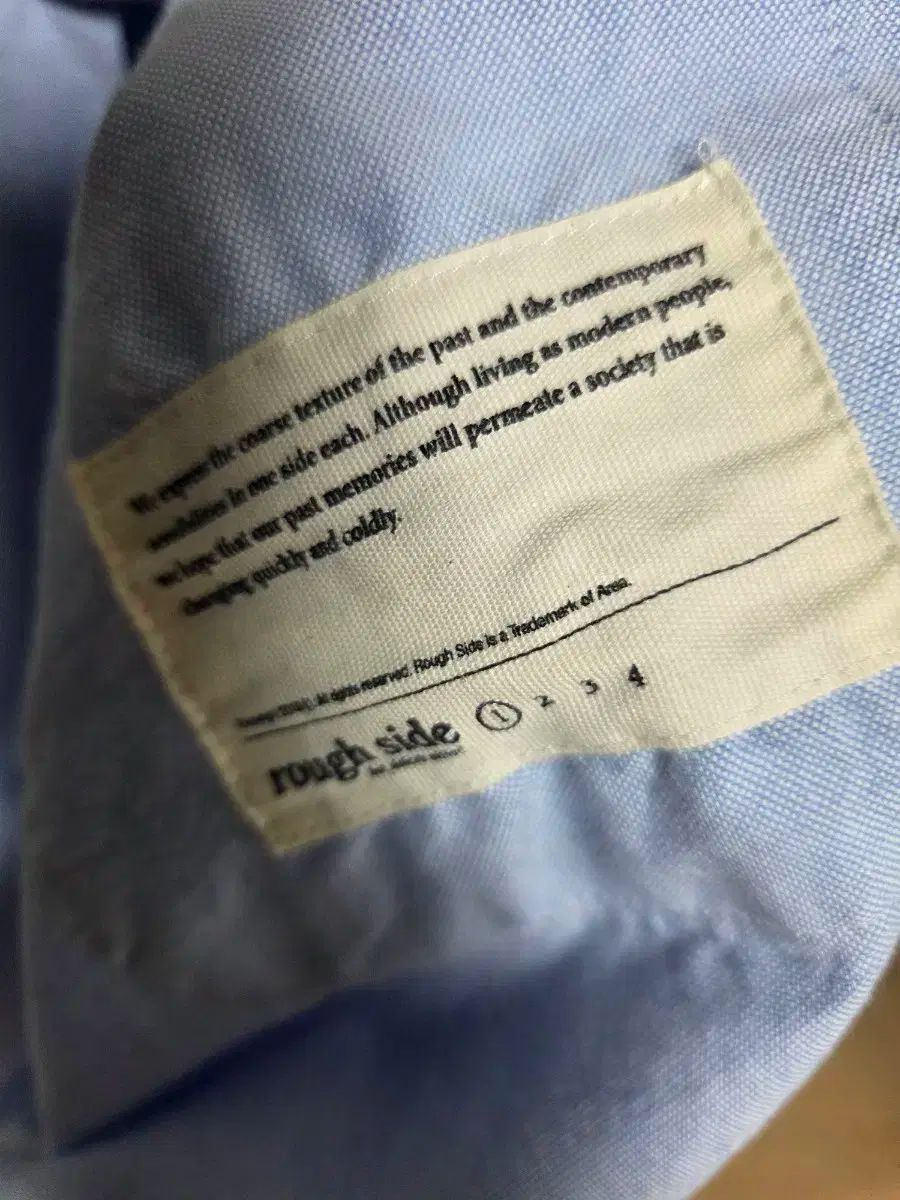 We express the coarse texture of the past and the contemporary
sensibilities in one side each. Although living as modern people,
we hope that our past memories will permeate a society that is
changing quickly and coldly.
All rights reserved. Rough Side is a Trademark of Area.
rough side ① 2 3 4